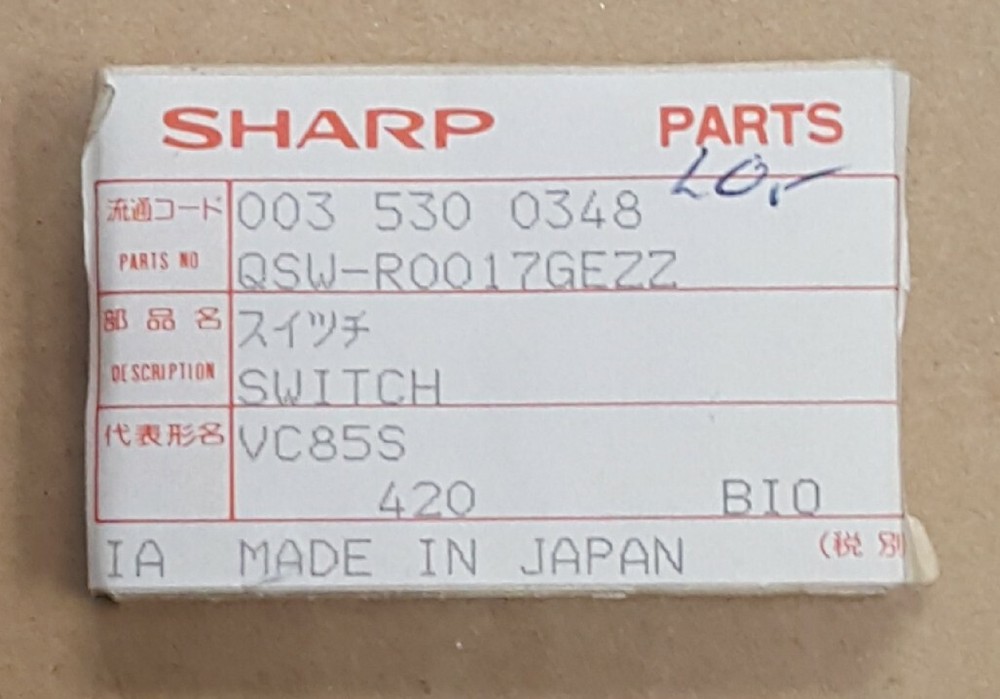 SHARP PARTS
流通コード 003 530 0348
PARTS NO QSW-R0017GEZZ
部品名 スイッチ
DESCRIPTION SWITCH
代表形名 VC85S
420 BIO
IA MADE IN JAPAN (税別